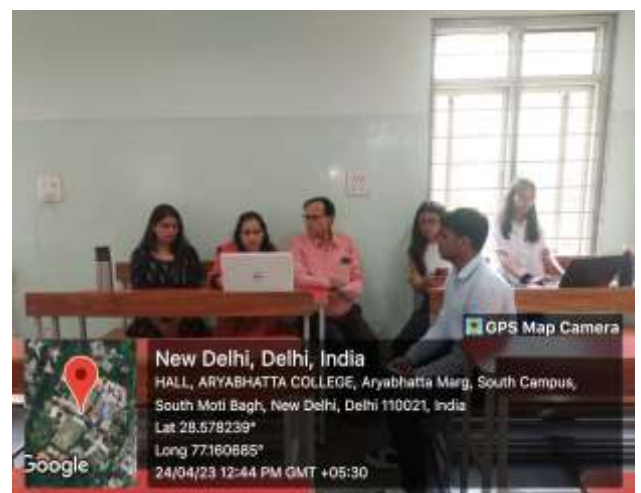 GPS Map Camera
New Delhi, Delhi, India
HALL, ARYABHATTA COLLEGE, Aryabhatta Marg, South Campus,
South Moti Bagh, New Delhi, Delhi 110021, India
Lat 28.578239°
Long 77.160685°
24/04/23 12:44 PM GMT +05:30
Google